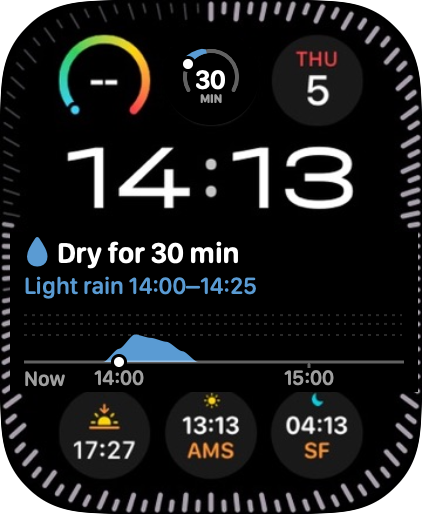 --
30
MIN
THU
5
14:13
Dry for 30 min
Light rain 14:00–14:25
Now 14:00 15:00
17:27
13:13
AMS
04:13
SF